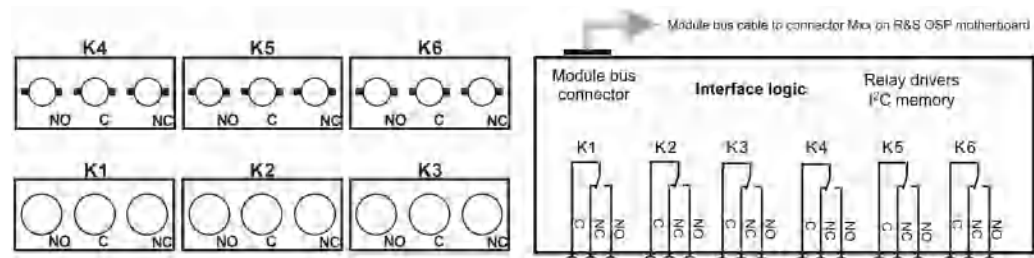 K4 K5 K6
NO C NC NO C NC NO C NC
K1 K2 K3
NO C NC NO C NC NO C NC
Module bus cable to connector Mxx on R&S OSP motherboard
Module bus connector
Interface logic
Relay drivers
I²C memory
K1 K2 K3 K4 K5 K6
C NC NO C NC NO C NC NO C NC NO C NC NO C NC NO